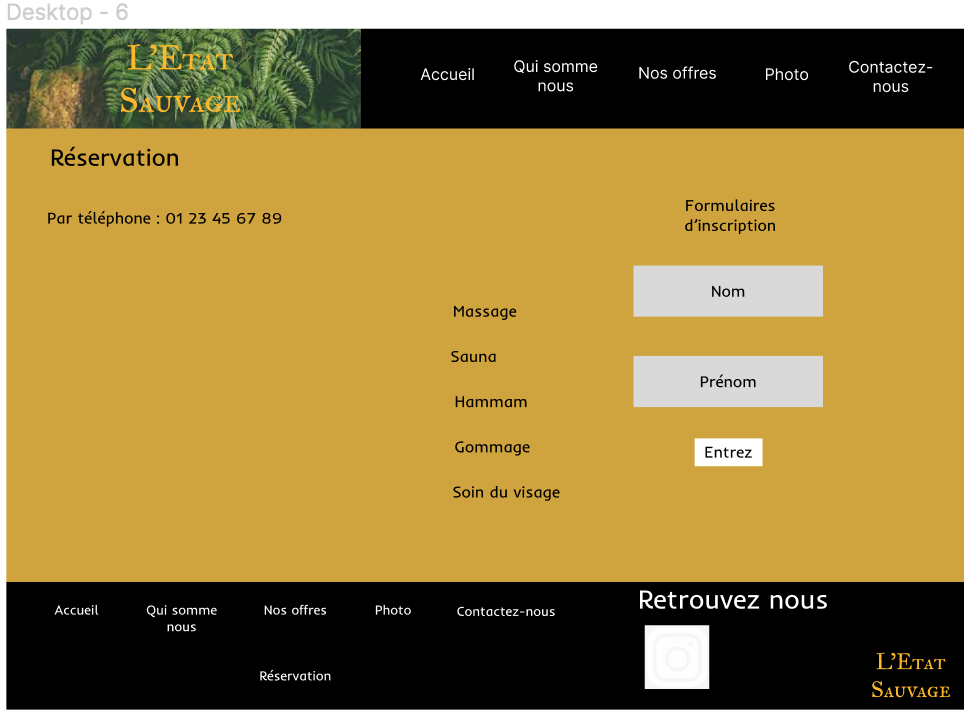 Desktop - 6
L'Etat
Sauvage
Accueil
Qui somme
nous
Nos offres
Photo
Contactez-
nous
Réservation
Par téléphone : 01 23 45 67 89
Formulaires
d'inscription
Nom
Massage
Sauna
Prénom
Hammam
Gommage
Entrez
Soin du visage
Accueil
Qui somme
nous
Nos offres
Photo
Contactez-nous
Réservation
Retrouvez nous
L'Etat
Sauvage